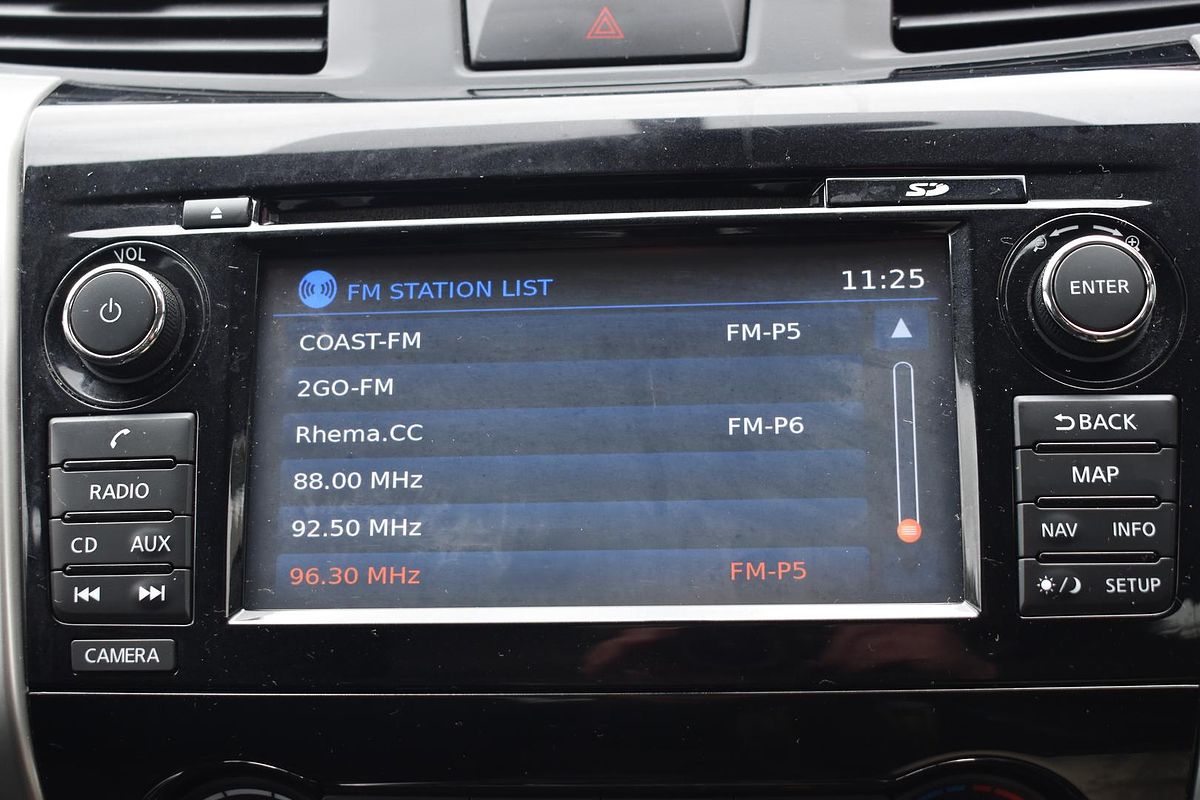 SD
VOL
ENTER
FM STATION LIST 11:25
COAST-FM FM-P5
2GO-FM
Rhema.CC FM-P6
88.00 MHz
92.50 MHz
96.30 MHz FM-P5
RADIO
CD AUX
CAMERA
BACK
MAP
NAV INFO
SETUP